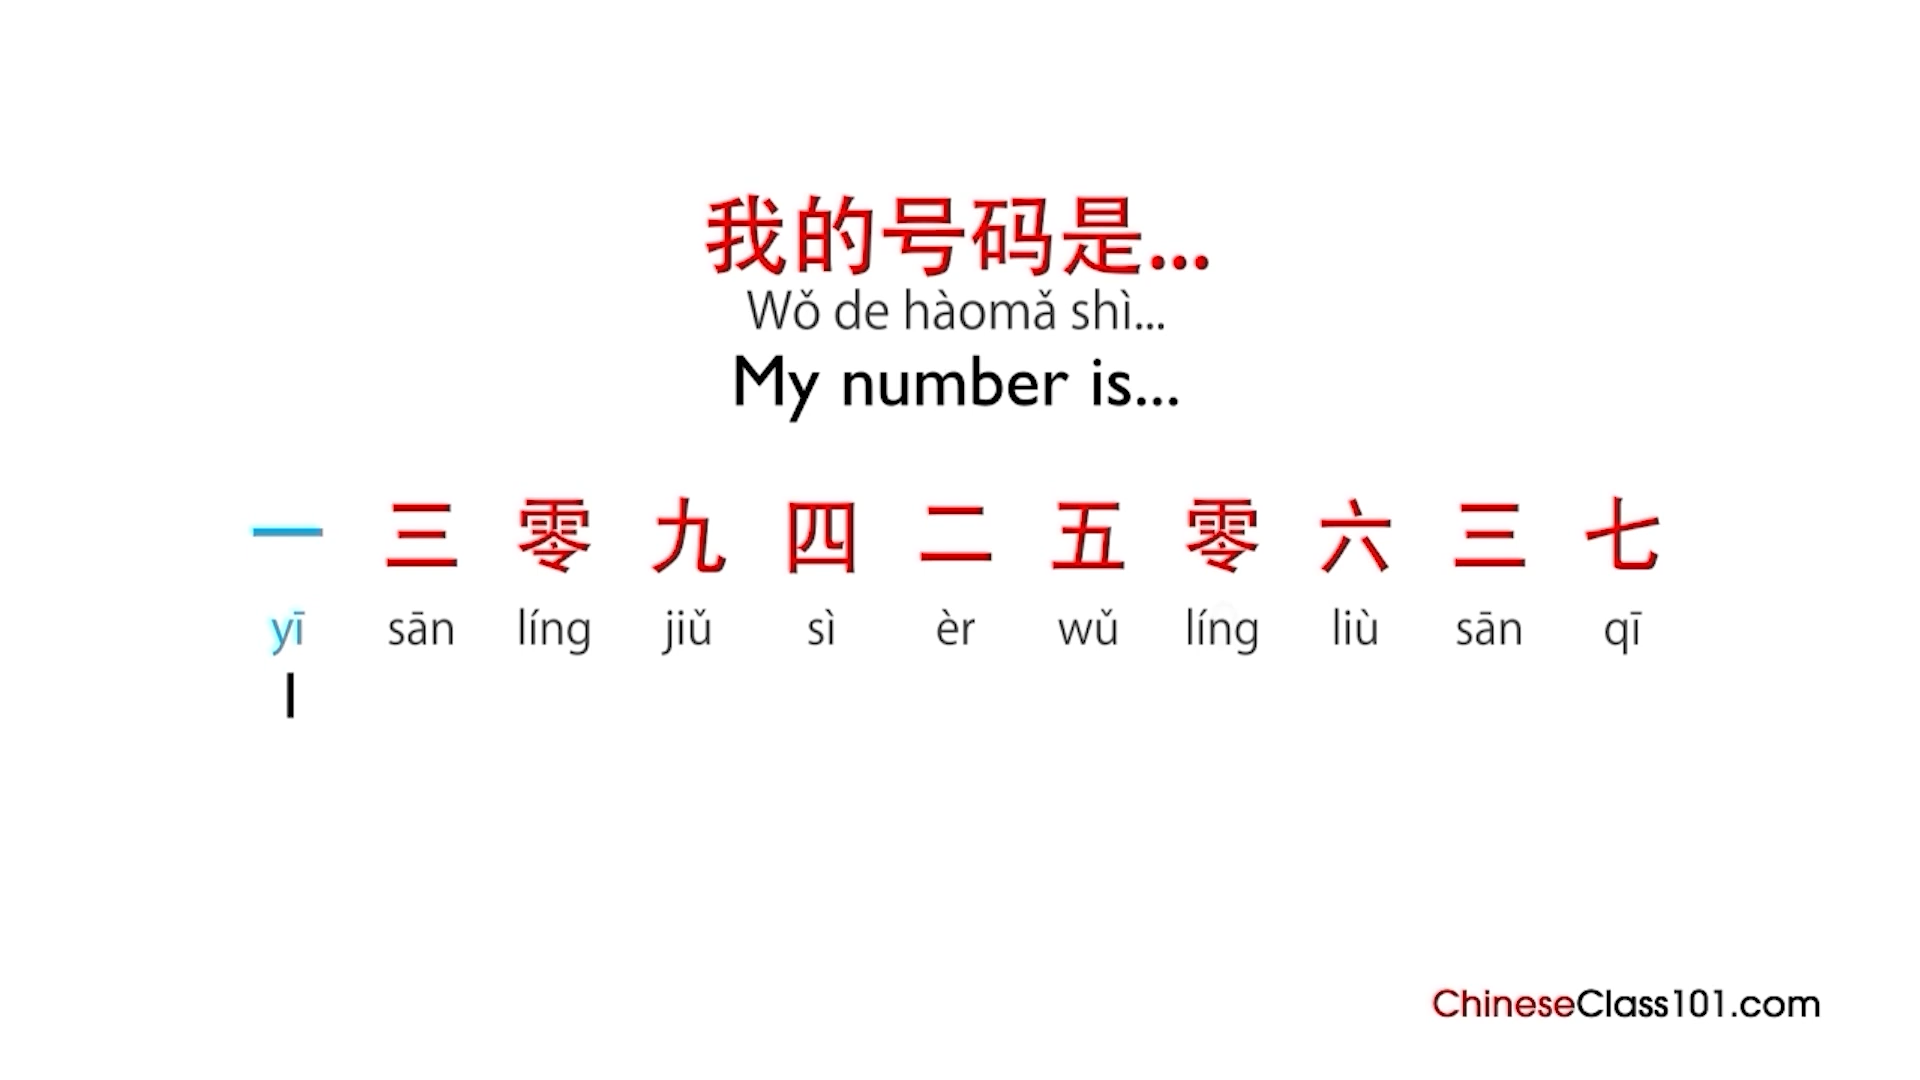 我的号码是...
Wǒ de hàomǎ shì...
My number is...
一 三 零 九 四 二 五 零 六 三 七
yī sān líng jiǔ sì èr wǔ líng liù sān qī
1
ChineseClass101.com